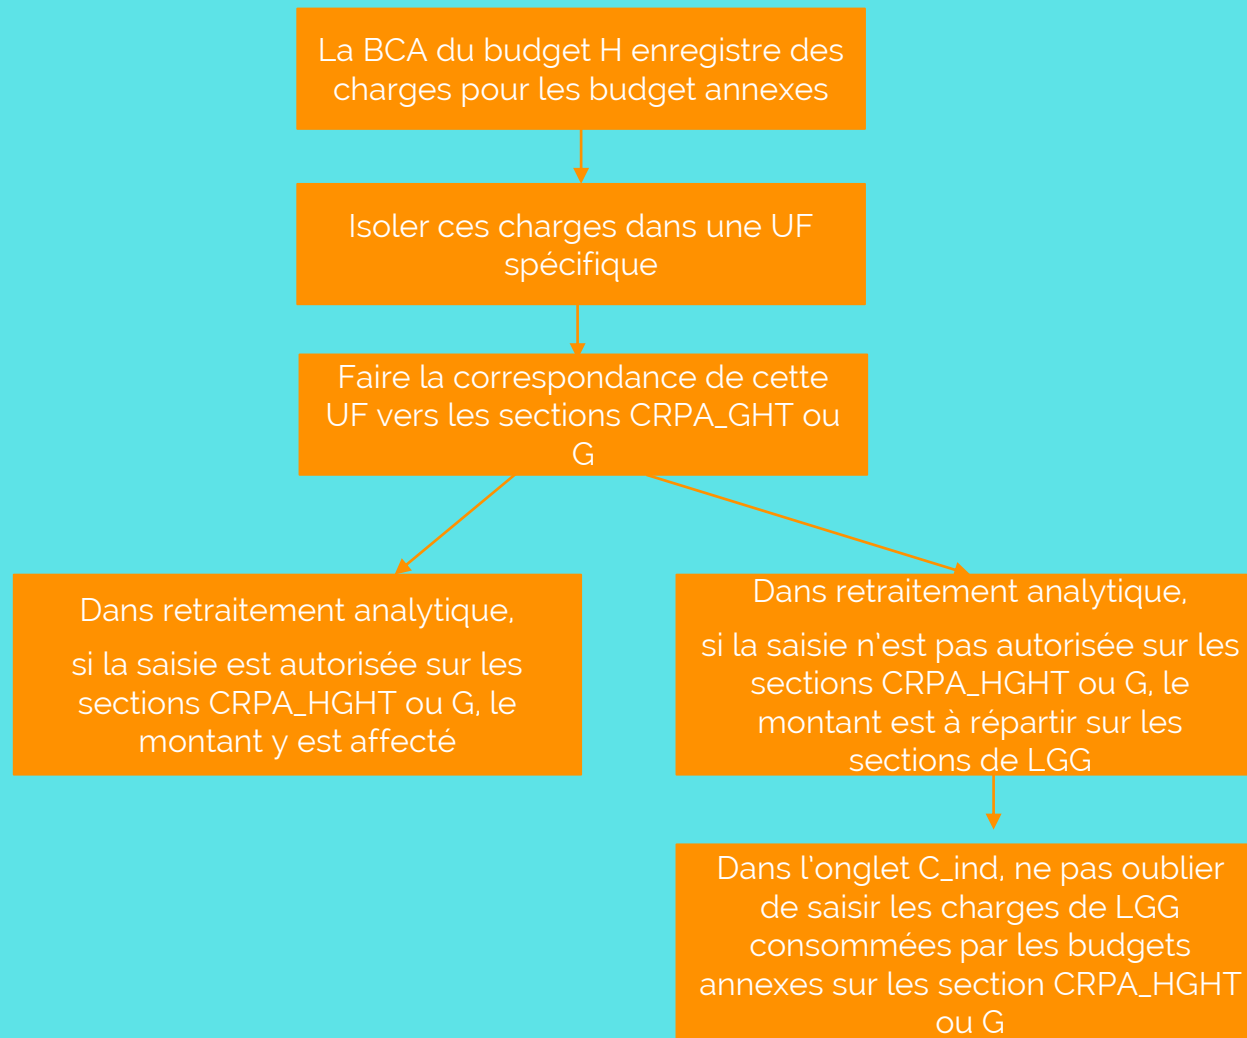 La BCA du budget H enregistre des
charges pour les budget annexes
Isoler ces charges dans une UF
spécifique
Faire la correspondance de cette
UF vers les sections CRPA_GHT ou
G
Dans retraitement analytique,
si la saisie est autorisée sur les
sections CRPA_HGHT ou G, le
montant y est affecté
Dans retraitement analytique,
si la saisie n'est pas autorisée sur les
sections CRPA_HGHT ou G, le
montant est à répartir sur les
sections de LGG
Dans l'onglet C_ind, ne pas oublier
de saisir les charges de LGG
consommées par les budgets
annexes sur les section CRPA_HGHT
ou G